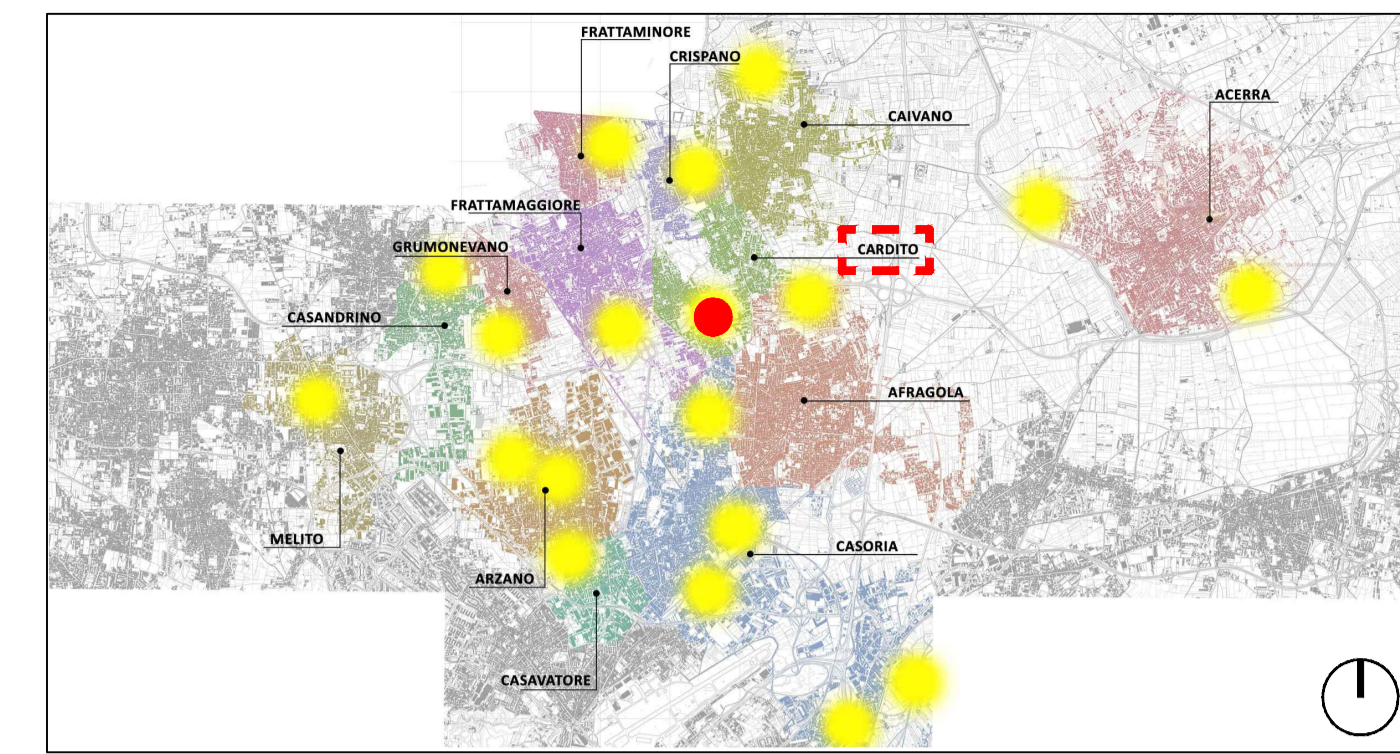 FRATTAMINORE
CRISPANO
ACERRA
CAIVANO
FRATTAMAGGIORE
GRUMONEVANO
CARDITO
CASANDRINO
AFRAGOLA
MELITO
CASORIA
ARZANO
CASAVATORE